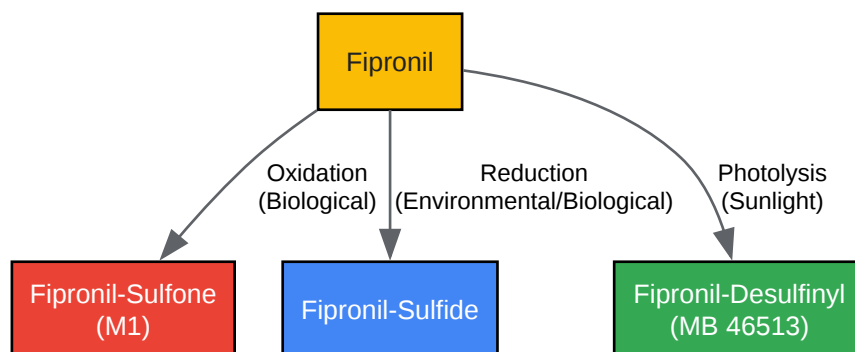 Fipronil
Oxidation
(Biological)
Reduction
(Environmental/Biological)
Photolysis
(Sunlight)
Fipronil-Sulfone
(M1)
Fipronil-Sulfide
Fipronil-Desulfinyl
(MB 46513)